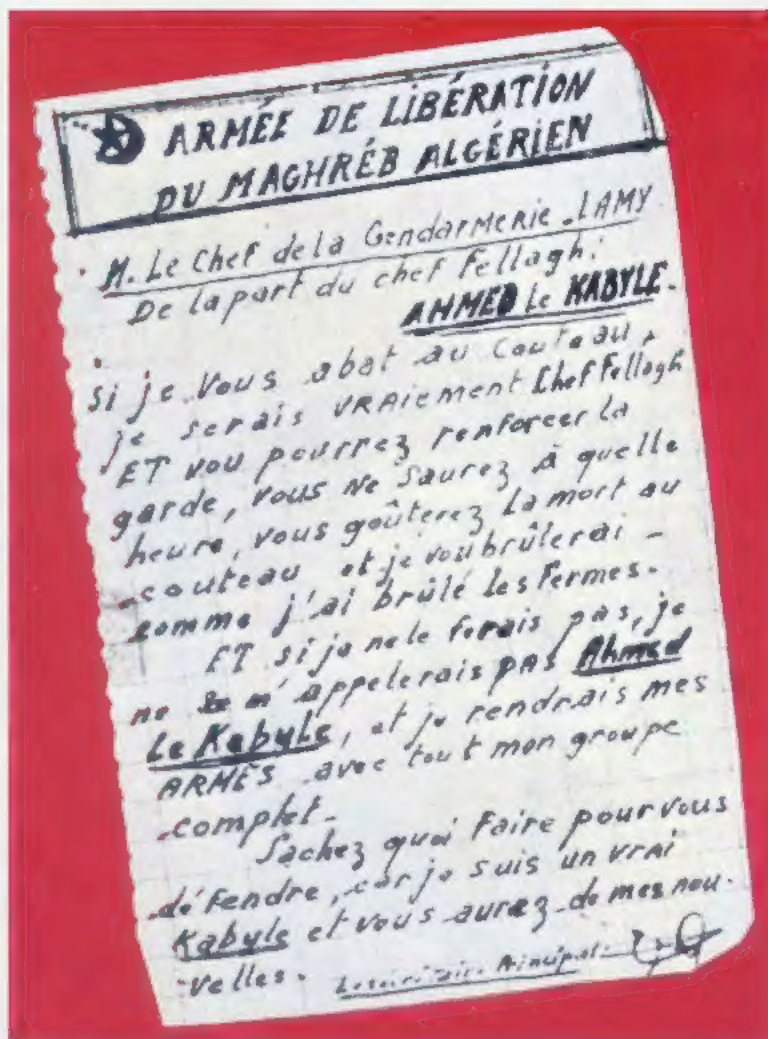 ARMÉE DE LIBÉRATION
DU MAGHRÉB ALGÉRIEN
M. Le Chef de la Gendarmerie. LAMY
De la part du chef Fellagh:
AHMED le KABYLE.
si je vous abat au couteau,
je serais VRAIEMENT Chef Fellagh
ET vou pourrez renforcer la
garde, vous ne saurez à quelle
heure, vous goûterez la mort au
couteau et je vou brûlerai -
comme j'ai brûlé les fermes.
ET si je ne le ferais pas, je
ne m'appelerais pas Ahmed
Le Kabyle, et je rendrais mes
ARMES avec tout mon groupe
complet.
Sachez quoi faire pour vous
défendre, car je suis un vrai
Kabyle et vous aurez de mes nou-
velles.
Le secrétaire Principal: